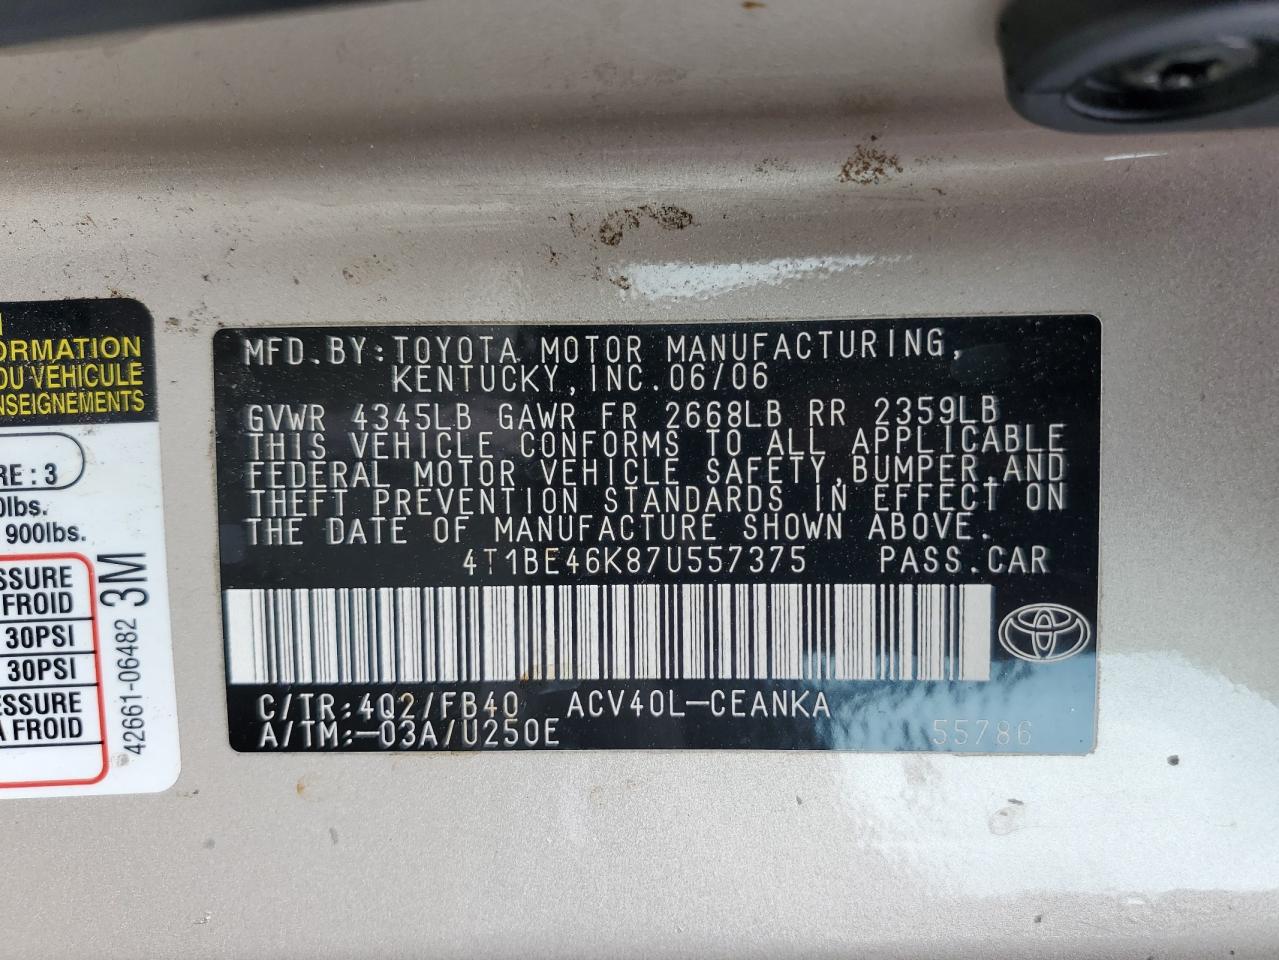 ORMATION
DU VÉHICULE
NSEIGNEMENTS
RE : 3
0lbs.
900lbs.
SSURE
FROID
30PSI
30PSI
ESSURE
A FROID
42661-06482 3M
MFD.BY:TOYOTA MOTOR MANUFACTURING,
KENTUCKY,INC.06/06
GVWR 4345LB GAWR FR 2668LB RR 2359LB
THIS VEHICLE CONFORMS TO ALL APPLICABLE
FEDERAL MOTOR VEHICLE SAFETY,BUMPER,AND
THEFT PREVENTION STANDARDS IN EFFECT ON
THE DATE OF MANUFACTURE SHOWN ABOVE.
4T1BE46K87U557375 PASS.CAR
C/TR:4Q2/FB40 ACV40L-CEANKA
A/TM:-03A/U250E 55786